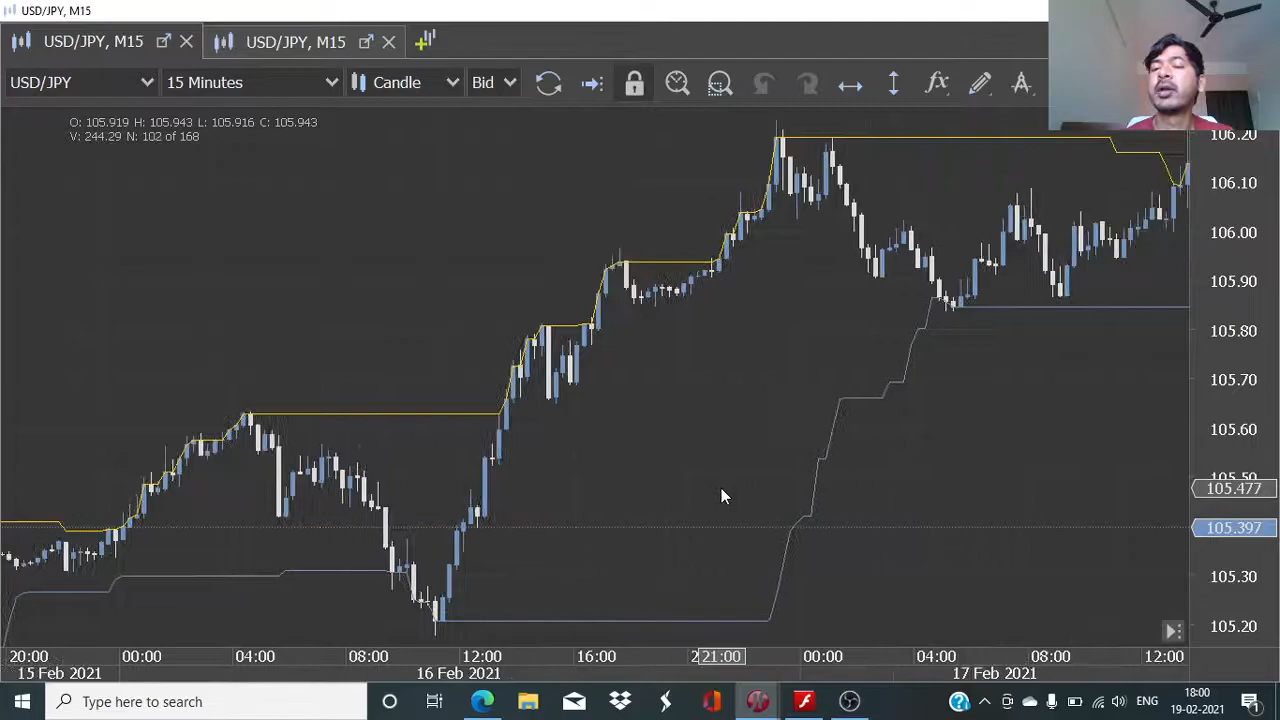 USD/JPY, M15
USD/JPY, M15
USD/JPY, M15
USD/JPY
15 Minutes
Candle
Bid
fx
O: 105.919 H: 105.943 L: 105.916 C: 105.943
V: 244.29 N: 102 of 168
106.20
106.10
106.00
105.90
105.80
105.70
105.60
105.50
105.477
105.397
105.30
105.20
20:00 00:00 04:00 08:00 12:00 16:00 21:00 00:00 04:00 08:00 12:00
15 Feb 2021 16 Feb 2021 17 Feb 2021
Type here to search
ENG
18:00
19-02-2021
1